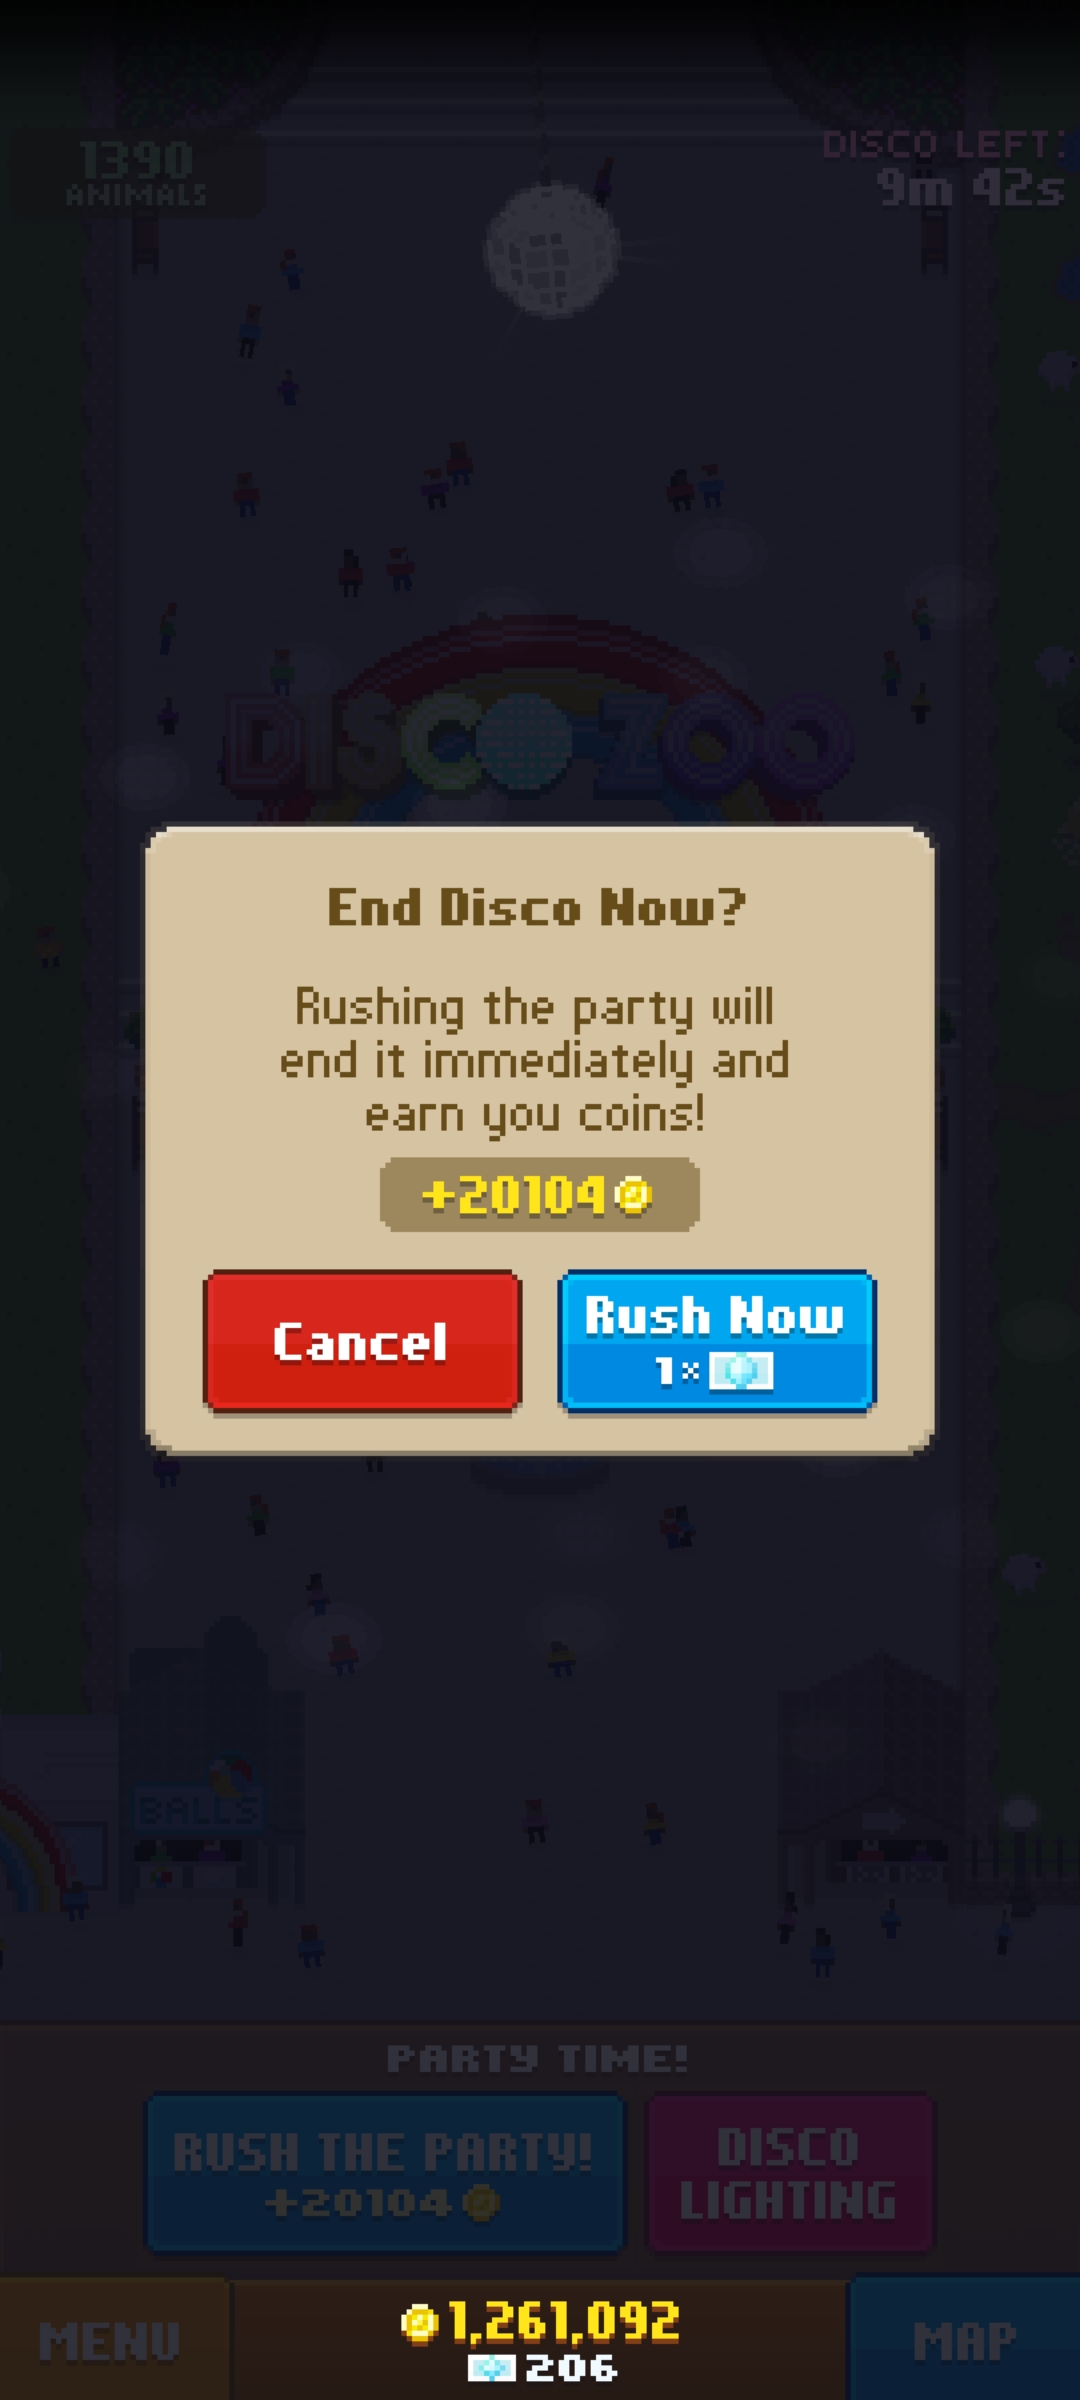 1390
ANIMALS
DISCO LEFT:
9m 42s
DISCO ZOO
End Disco Now?
Rushing the party will
end it immediately and
earn you coins!
+20104
Cancel
Rush Now
1×
BALLS
PARTY TIME!
RUSH THE PARTY!
+20104
DISCO
LIGHTING
MENU
1,261,092
206
MAP